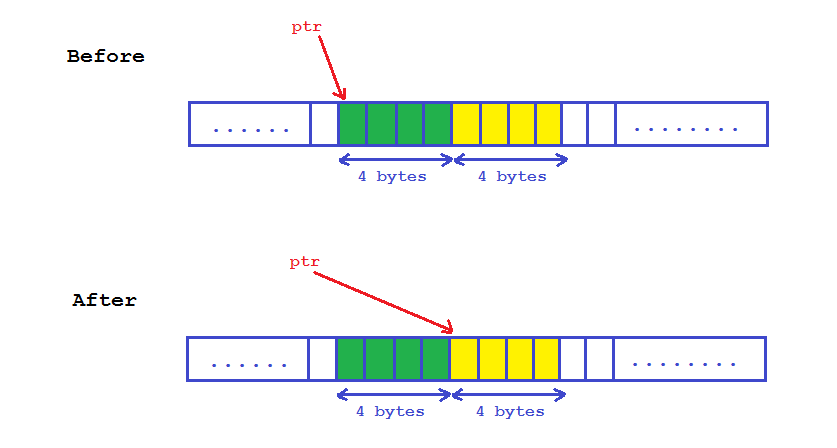 ptr
Before
...... ........
4 bytes 4 bytes
ptr
After
...... ........
4 bytes 4 bytes